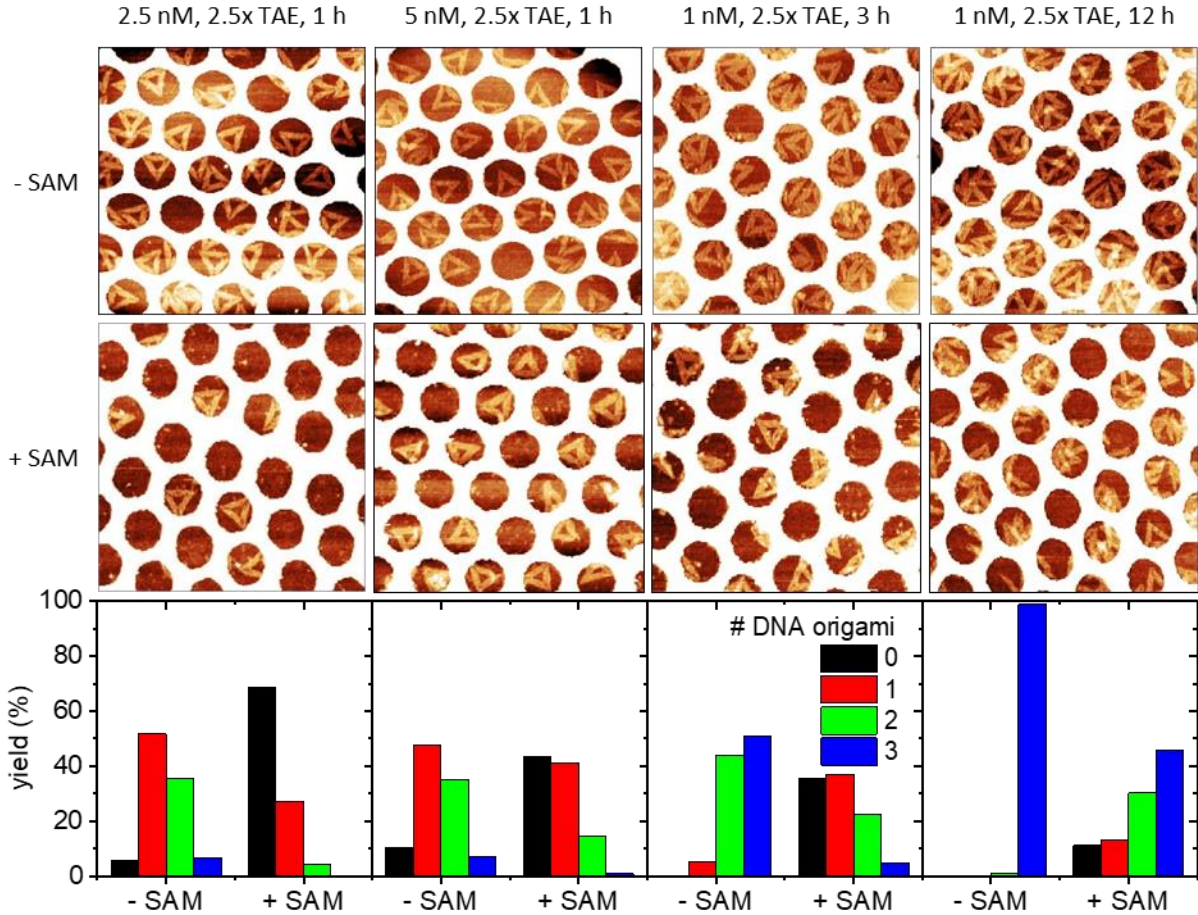 2.5 nM, 2.5x TAE, 1 h
5 nM, 2.5x TAE, 1 h
1 nM, 2.5x TAE, 3 h
1 nM, 2.5x TAE, 12 h
- SAM
+ SAM
100
80
60
40
20
0
yield (%)
# DNA origami
0
1
2
3
- SAM
+ SAM
- SAM
+ SAM
- SAM
+ SAM
- SAM
+ SAM